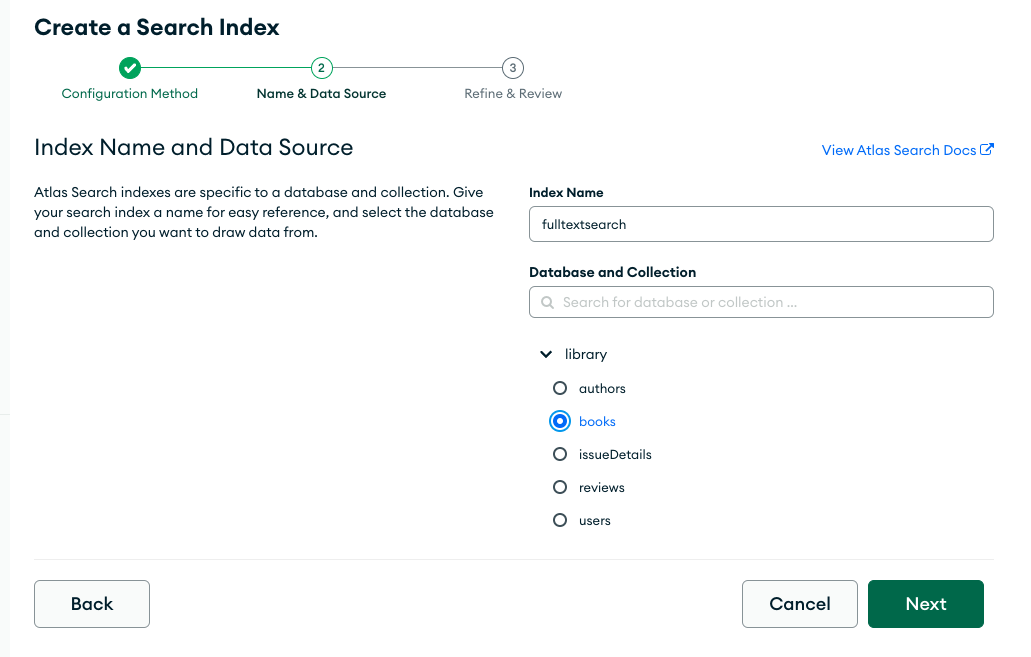 Create a Search Index
2
3
Configuration Method
Name & Data Source
Refine & Review
Index Name and Data Source
View Atlas Search Docs
Atlas Search indexes are specific to a database and collection. Give
your search index a name for easy reference, and select the database
and collection you want to draw data from.
Index Name
fulltextsearch
Database and Collection
Search for database or collection ...
library
authors
books
issueDetails
reviews
users
Back
Cancel
Next